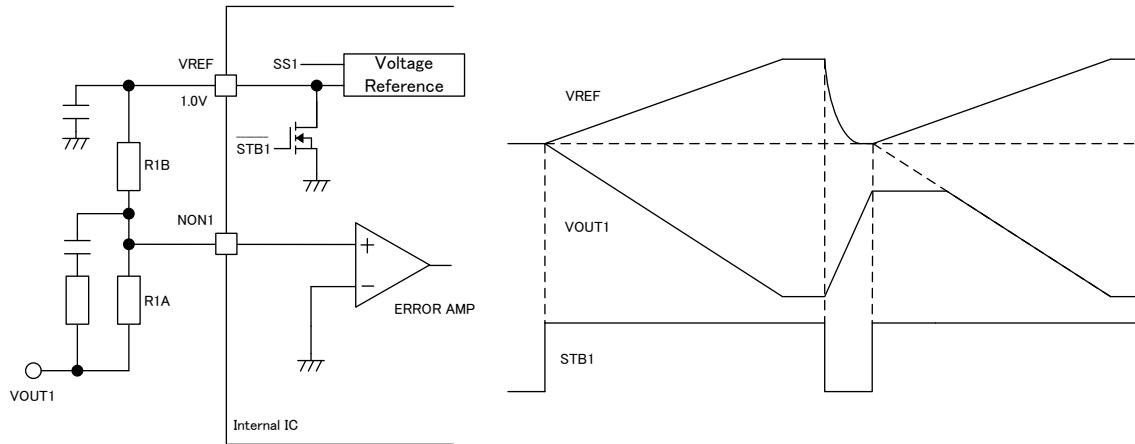 VREF
1.0V
SS1
Voltage
Reference
STB1
R1B
NON1
R1A
ERROR AMP
VOUT1
Internal IC
VREF
VOUT1
STB1